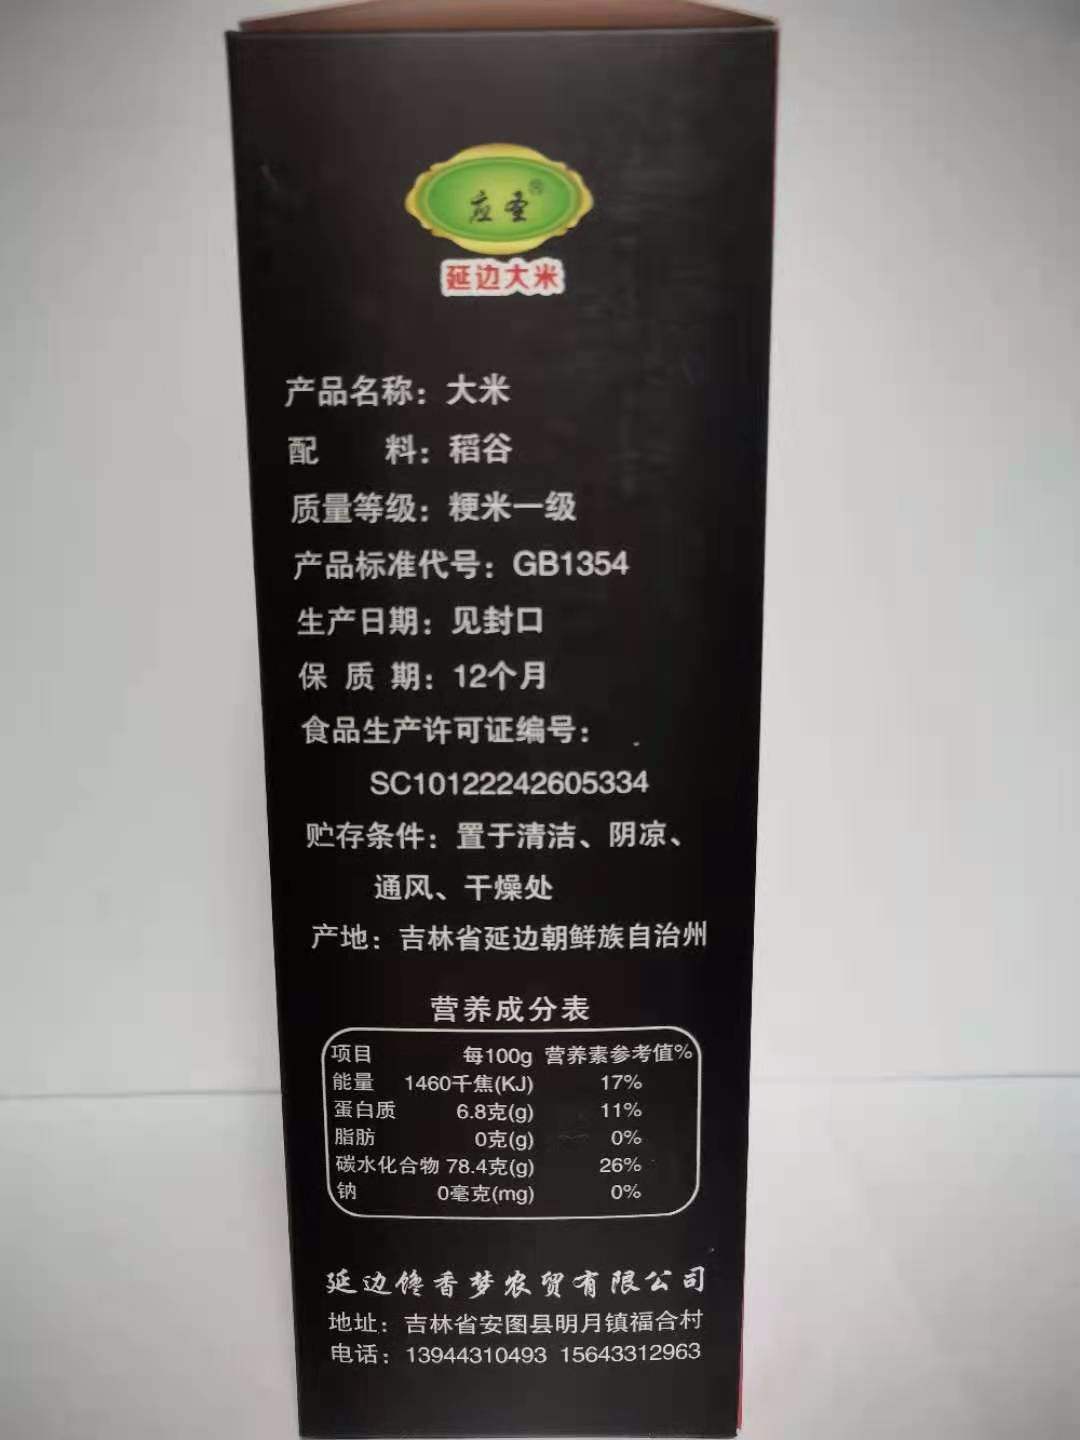 应圣®
延边大米
产品名称：大米
配 料：稻谷
质量等级：粳米一级
产品标准代号：GB1354
生产日期：见封口
保 质 期：12个月
食品生产许可证编号：
SC10122242605334
贮存条件：置于清洁、阴凉、
通风、干燥处
产地：吉林省延边朝鲜族自治州
营养成分表
项目 每100g 营养素参考值%
能量 1460千焦(KJ) 17%
蛋白质 6.8克(g) 11%
脂肪 0克(g) 0%
碳水化合物 78.4克(g) 26%
钠 0毫克(mg) 0%
延边馋香梦农贸有限公司
地址：吉林省安图县明月镇福合村
电话：13944310493 15643312963